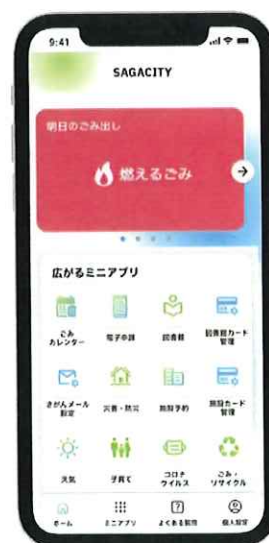 9:41
SAGACITY
明日のごみ出し
燃えるごみ
広がるミニアプリ
ごみ
カレンダー
電子申請
図書館
図書館カード
管理
さがんメール
設定
災害・防災
施設予約
施設カード
管理
天気
子育て
コロナ
ウイルス
ごみ・
リサイクル
ホーム
ミニアプリ
よくある質問
個人設定